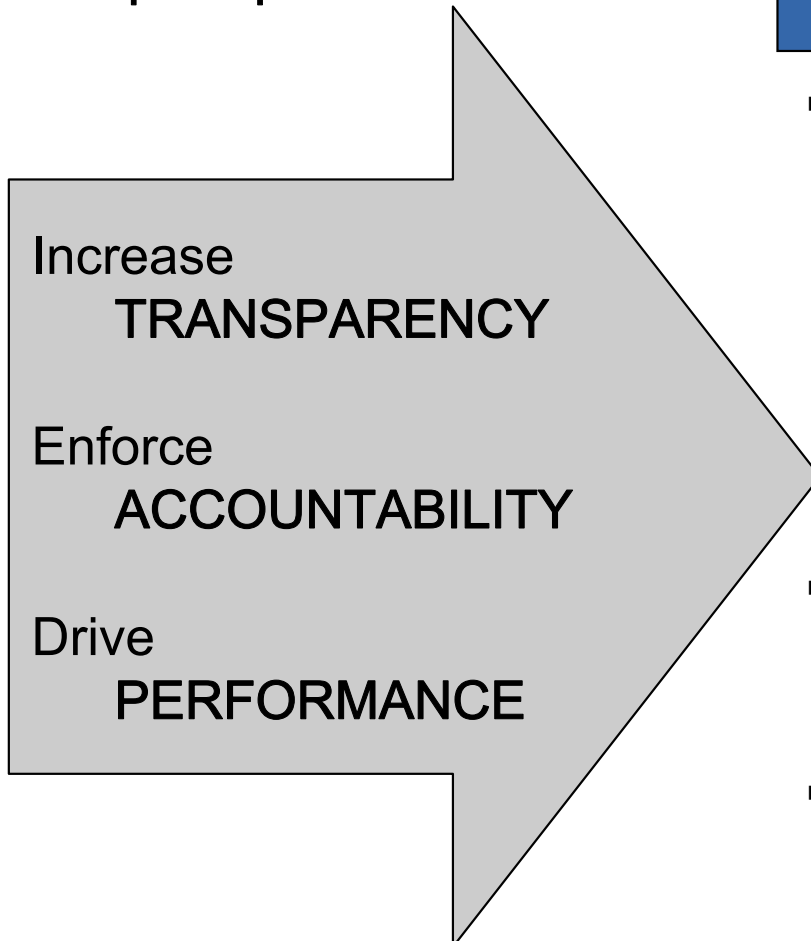 Increase
TRANSPARENCY
Enforce
ACCOUNTABILITY
Drive
PERFORMANCE